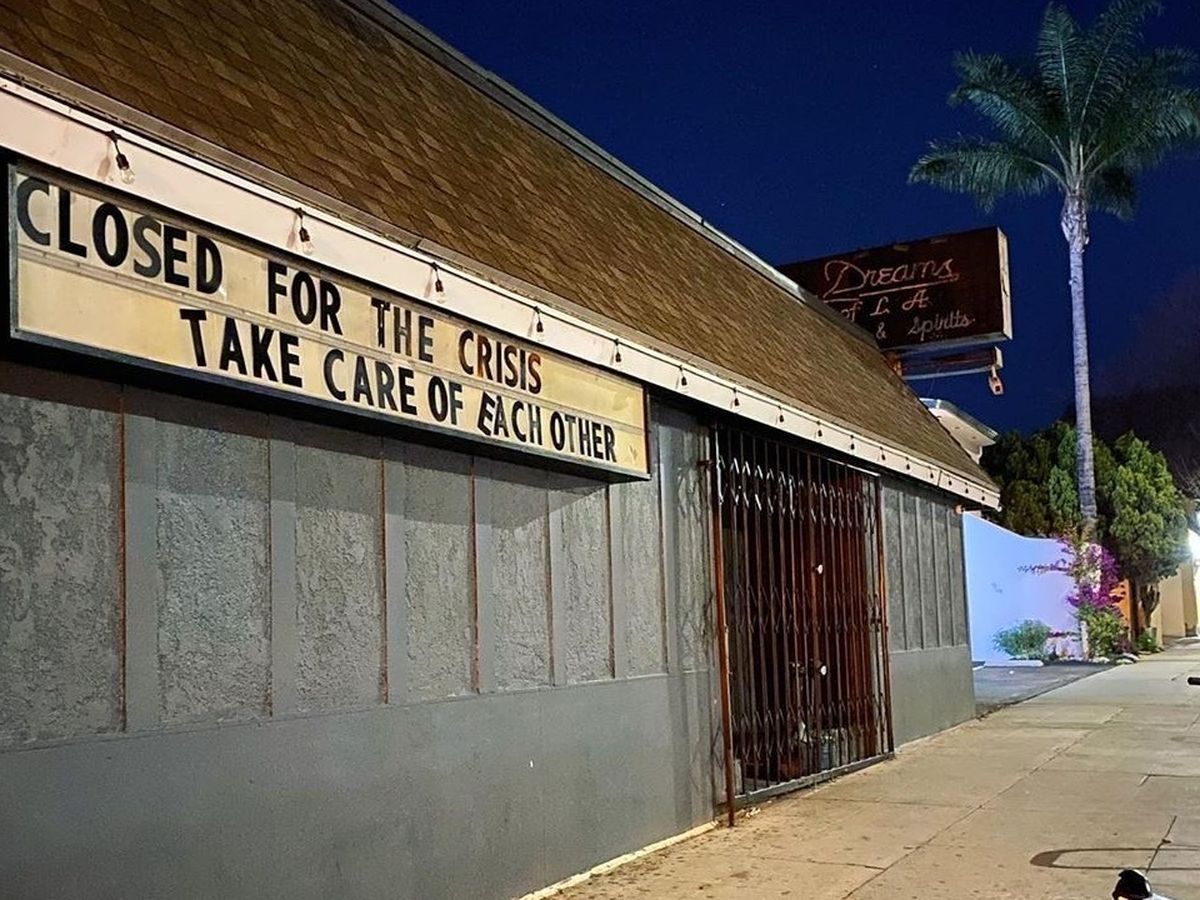 CLOSED FOR THE CRISIS
TAKE CARE OF EACH OTHER
Dreams
of L.A.
& Spirits